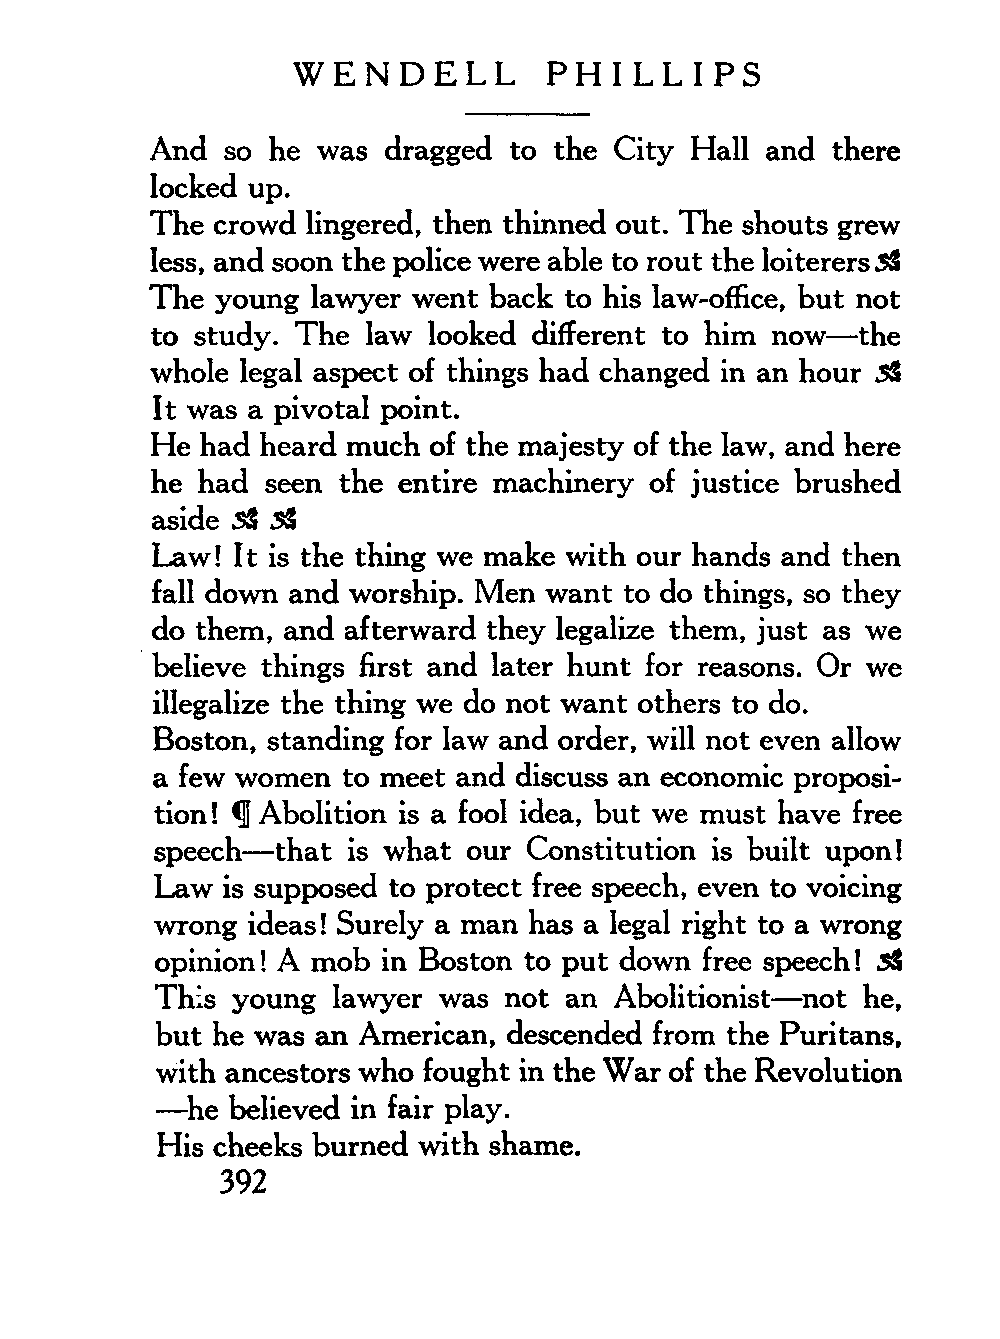 WENDELL PHILLIPS
And so he was dragged to the City Hall and there
locked up.
The crowd lingered, then thinned out. The shouts grew
less, and soon the police were able to rout the loiterers
The young lawyer went back to his law-office, but not
to study. The law looked different to him now—the
whole legal aspect of things had changed in an hour
It was a pivotal point.
He had heard much of the majesty of the law, and here
he had seen the entire machinery of justice brushed
aside
Law! It is the thing we make with our hands and then
fall down and worship. Men want to do things, so they
do them, and afterward they legalize them, just as we
believe things first and later hunt for reasons. Or we
illegalize the thing we do not want others to do.
Boston, standing for law and order, will not even allow
a few women to meet and discuss an economic proposi-
tion! ¶ Abolition is a fool idea, but we must have free
speech—that is what our Constitution is built upon!
Law is supposed to protect free speech, even to voicing
wrong ideas! Surely a man has a legal right to a wrong
opinion! A mob in Boston to put down free speech!
This young lawyer was not an Abolitionist—not he,
but he was an American, descended from the Puritans,
with ancestors who fought in the War of the Revolution
—he believed in fair play.
His cheeks burned with shame.
392